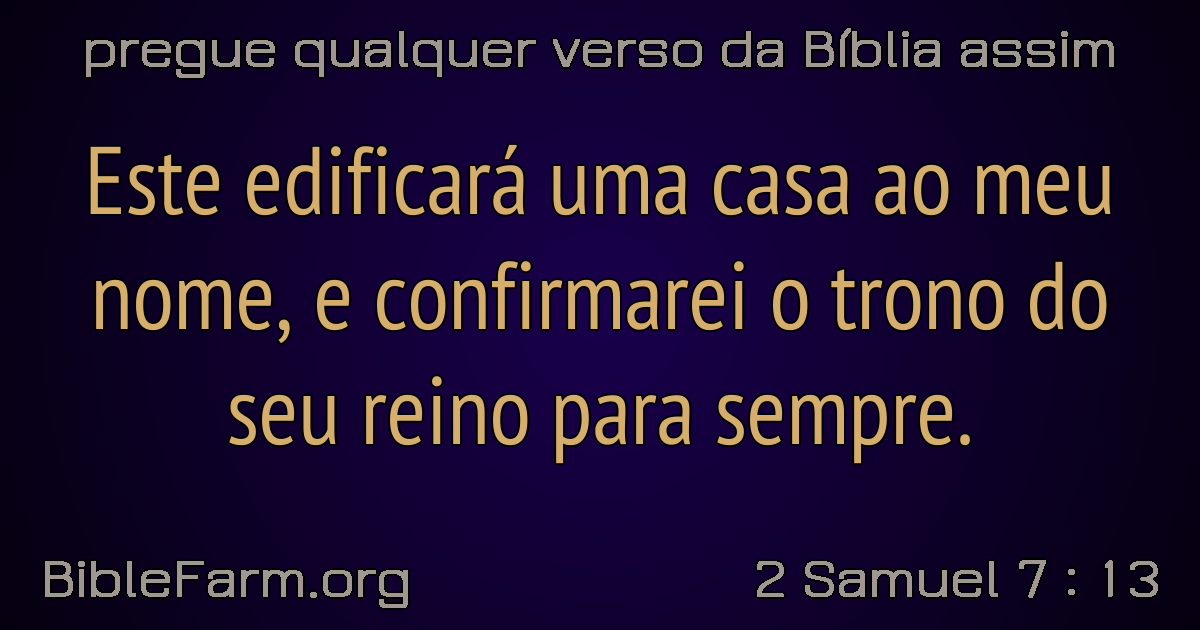 pregue qualquer verso da Bíblia assim
Este edificará uma casa ao meu
nome, e confirmarei o trono do
seu reino para sempre.
BibleFarm.org
2 Samuel 7 : 13